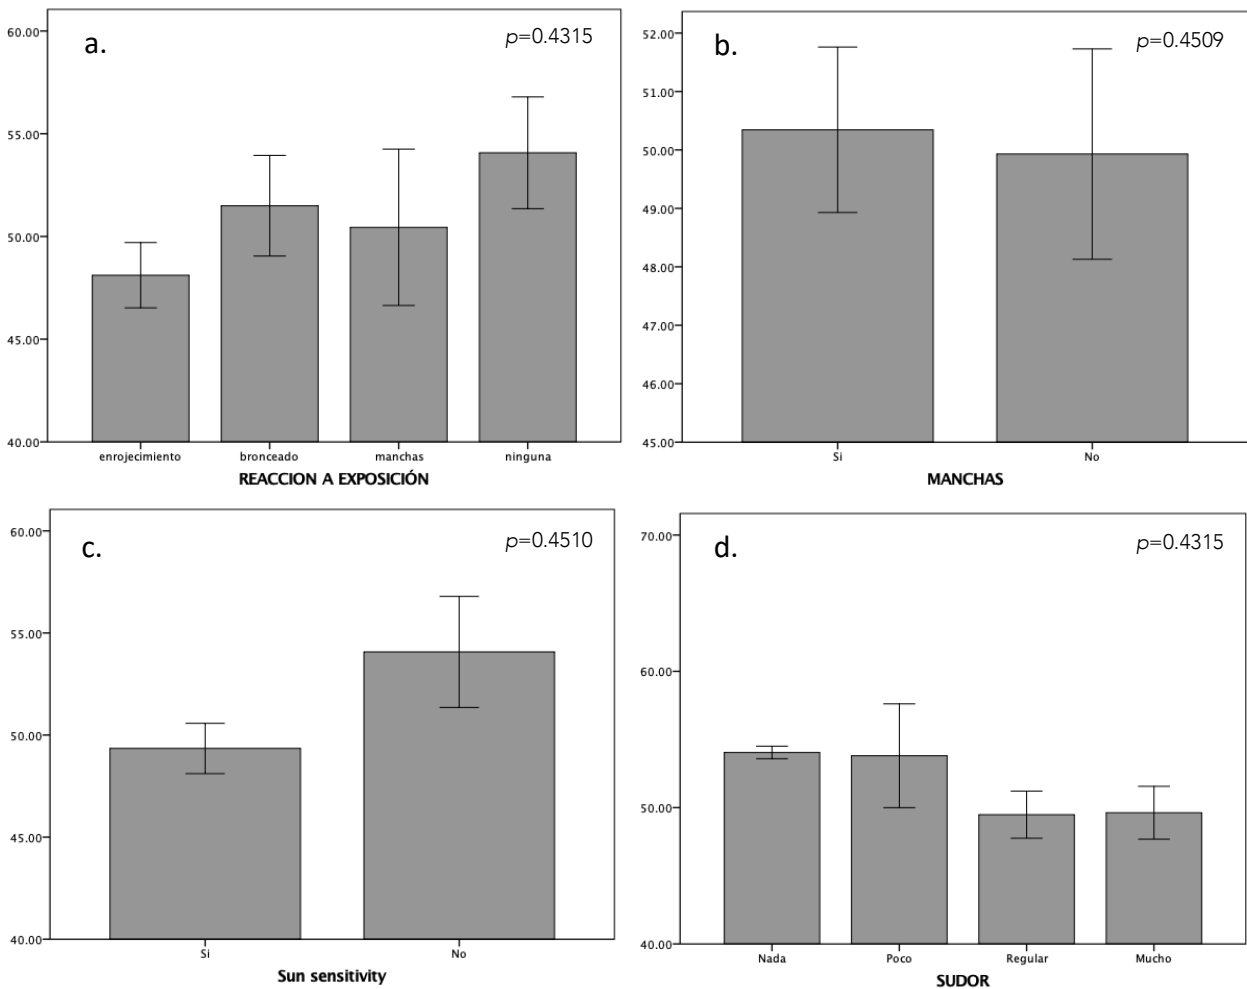 a.
p=0.4315
60.00
55.00
50.00
45.00
40.00
enrojecimiento bronceado manchas ninguna
REACCION A EXPOSICIÓN
b.
p=0.4509
52.00
51.00
50.00
49.00
48.00
47.00
46.00
45.00
Si No
MANCHAS
c.
p=0.4510
60.00
55.00
50.00
45.00
40.00
Si No
Sun sensitivity
d.
p=0.4315
70.00
60.00
50.00
40.00
Nada Poco Regular Mucho
SUDOR